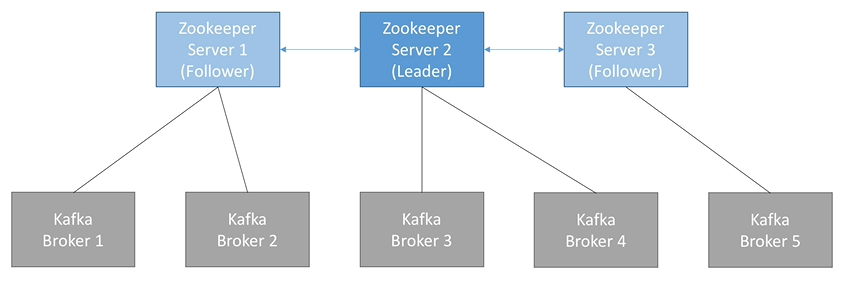 Zookeeper
Server 1
(Follower)
Zookeeper
Server 2
(Leader)
Zookeeper
Server 3
(Follower)
Kafka
Broker 1
Kafka
Broker 2
Kafka
Broker 3
Kafka
Broker 4
Kafka
Broker 5